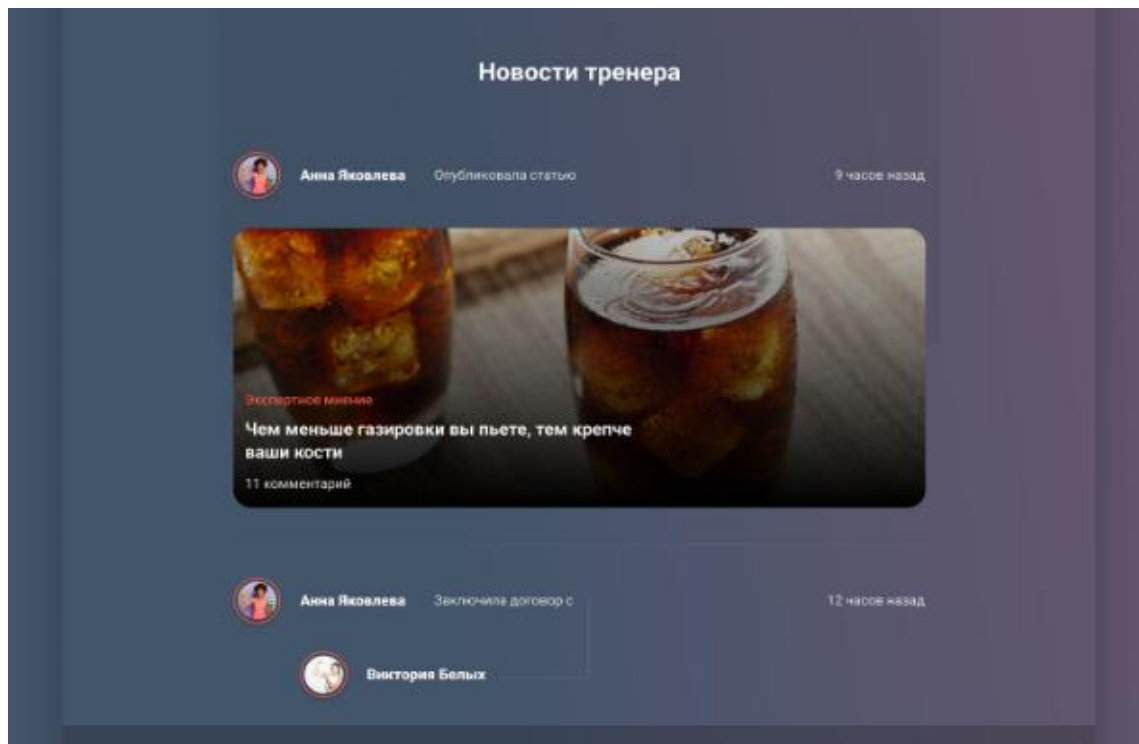 Новости тренера
Анна Яковлева Опубликовала статью 9 часов назад
Экспертное мнение
Чем меньше газировки вы пьете, тем крепче
ваши кости
11 комментарий
Анна Яковлева Заключила договор с 12 часов назад
Виктория Белых